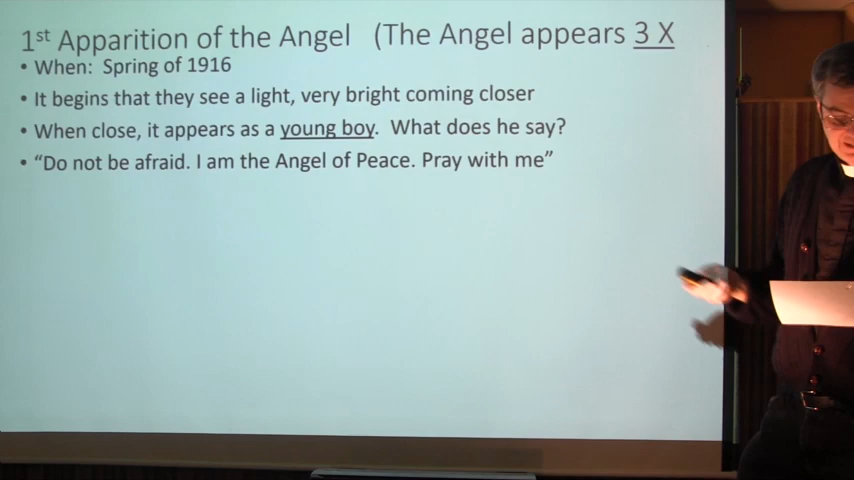 1st Apparition of the Angel (The Angel appears 3 X
• When: Spring of 1916
• It begins that they see a light, very bright coming closer
• When close, it appears as a young boy. What does he say?
• “Do not be afraid. I am the Angel of Peace. Pray with me”